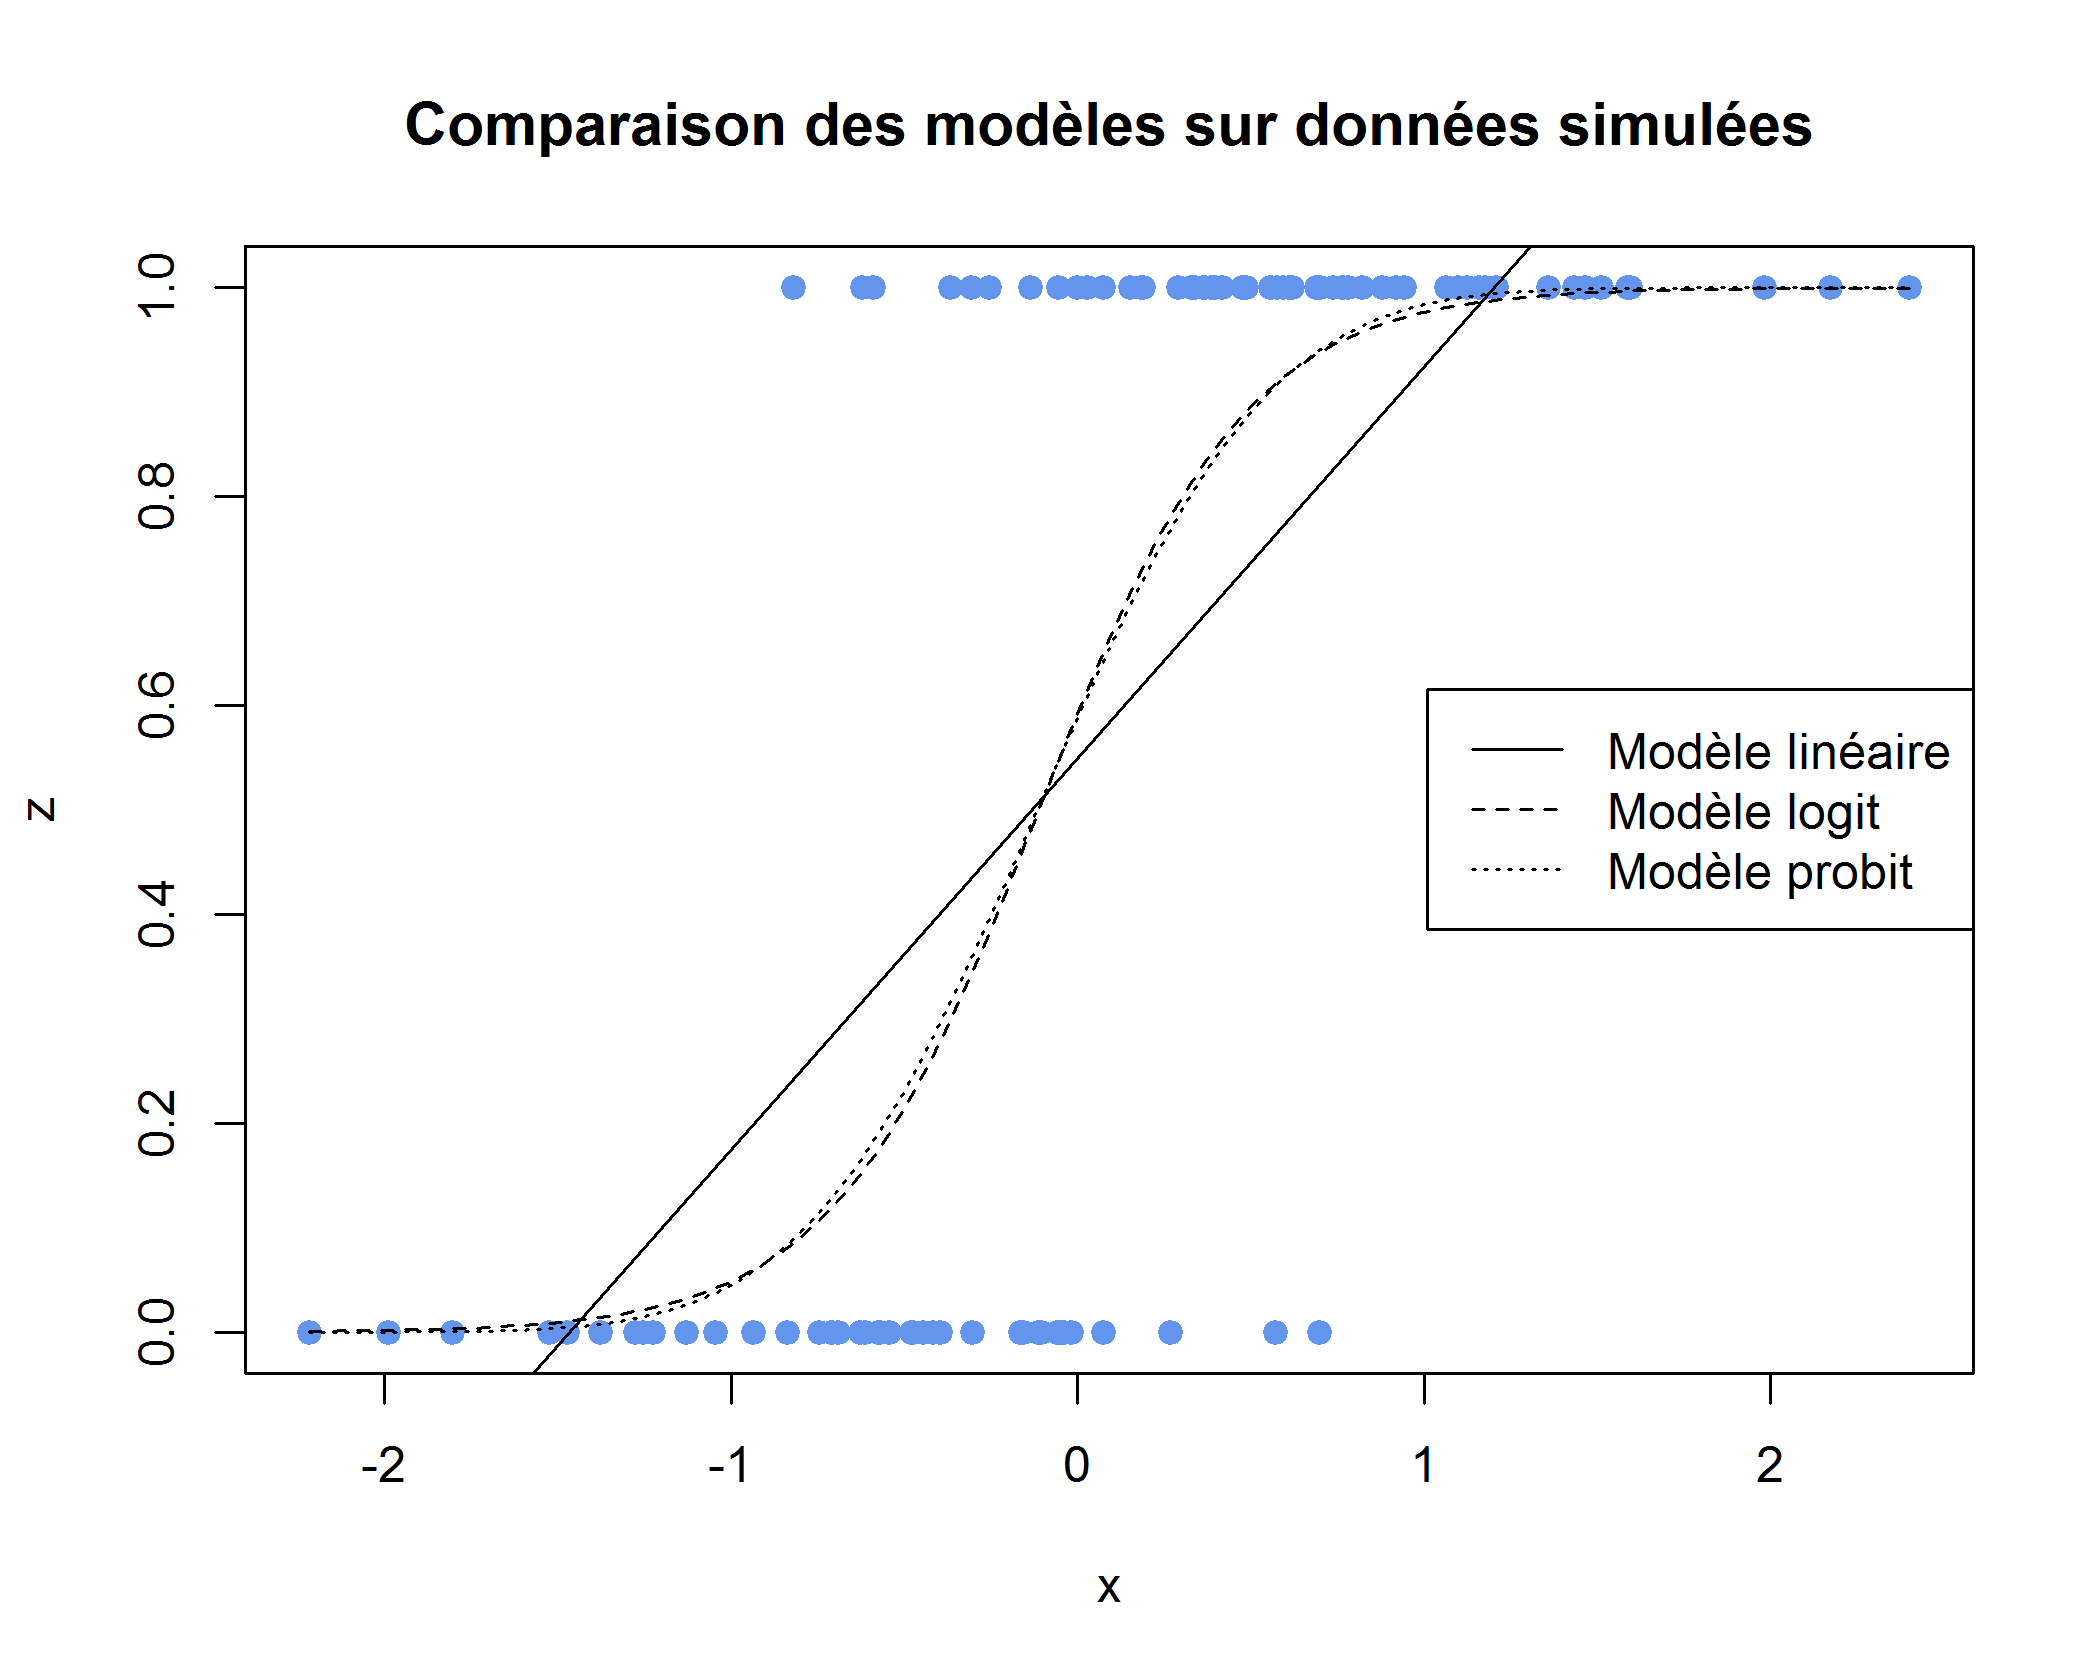 Comparaison des modèles sur données simulées
1.0
0.8
0.6
0.4
0.2
0.0
z
Modèle linéaire
Modèle logit
Modèle probit
-2 -1 0 1 2
x